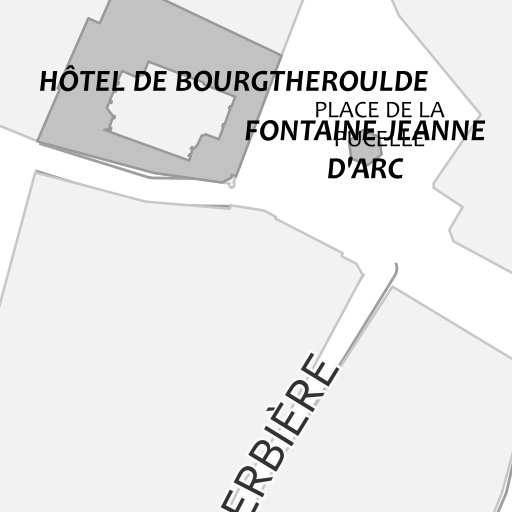 HÔTEL DE BOURGTHEROULDE
PLACE DE LA
PUCELLE
FONTAINE JEANNE
D'ARC
ERBIÈRE